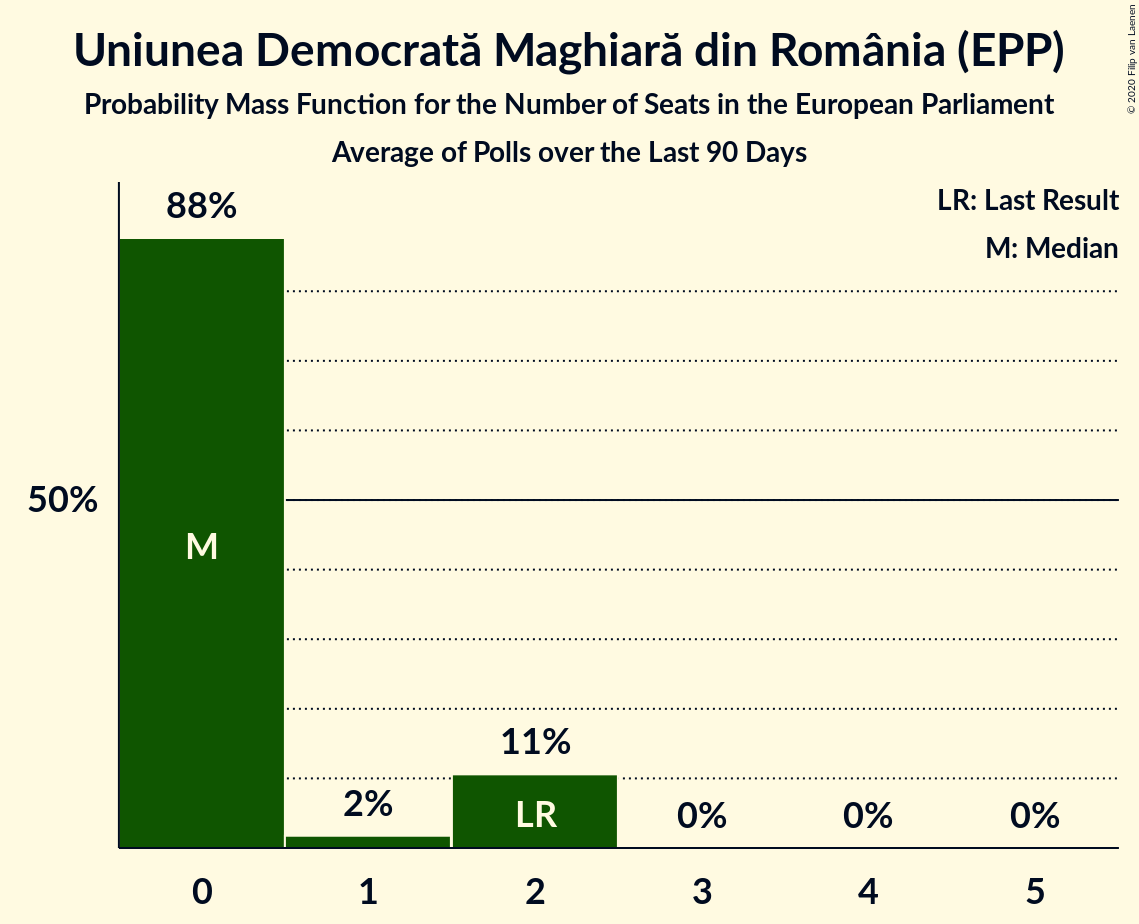 Uniunea Democrată Maghiară din România (EPP)
Probability Mass Function for the Number of Seats in the European Parliament
Average of Polls over the Last 90 Days
© 2020 Filip van Laenen
LR: Last Result
M: Median
88%
50%
M
11%
2%
LR
0%
0%
0%
0
1
2
3
4
5